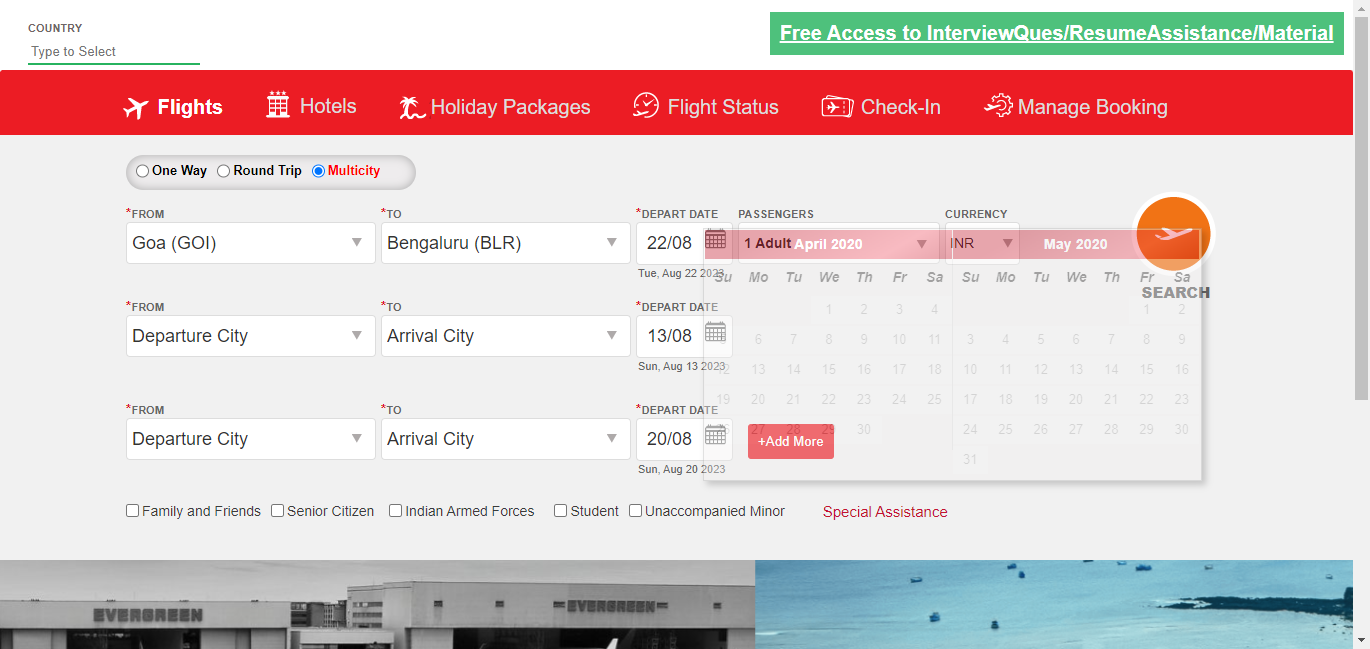 COUNTRY
Type to Select
Free Access to InterviewQues/ResumeAssistance/Material
Flights Hotels Holiday Packages Flight Status Check-In Manage Booking
One Way Round Trip Multicity
*FROM *TO *DEPART DATE PASSENGERS CURRENCY
Goa (GOI) Bengaluru (BLR) 22/08 1 Adult INR
Tue, Aug 22 2023
April 2020 May 2020
Su Mo Tu We Th Fr Sa Su Mo Tu We Th Fr Sa
SEARCH
1 2 3 4 1 2
6 7 8 9 10 11 3 4 5 6 7 8 9
12 13 14 15 16 17 18 10 11 12 13 14 15 16
19 20 21 22 23 24 25 17 18 19 20 21 22 23
27 28 29 30 24 25 26 27 28 29 30
31
*FROM *TO *DEPART DATE
Departure City Arrival City 13/08
Sun, Aug 13 2023
*FROM *TO *DEPART DATE
Departure City Arrival City 20/08
+Add More
Sun, Aug 20 2023
Family and Friends Senior Citizen Indian Armed Forces Student Unaccompanied Minor Special Assistance
EVERGREEN EVERGREEN